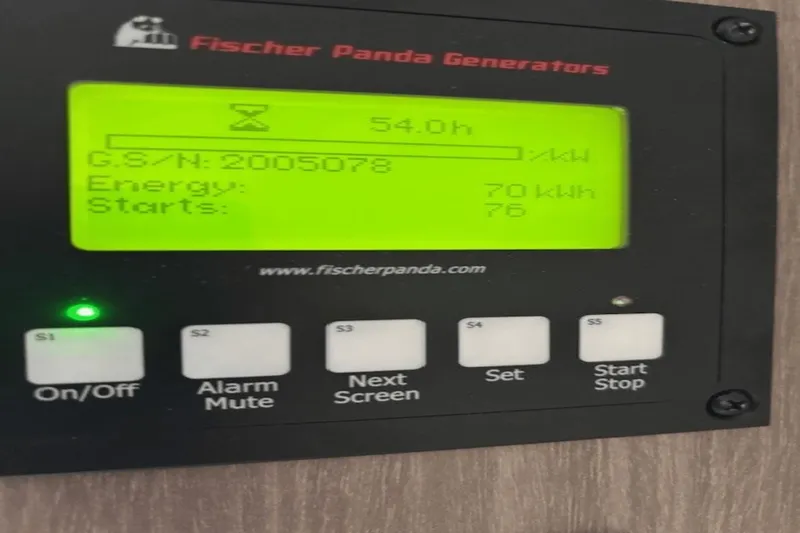 Fischer Panda Generators
54.0h
%kW
G.S/N: 2005078
Energy: 70 kWh
Starts: 76
www.fischerpanda.com
S1
On/Off
S2
Alarm
Mute
S3
Next
Screen
S4
Set
S5
Start
Stop